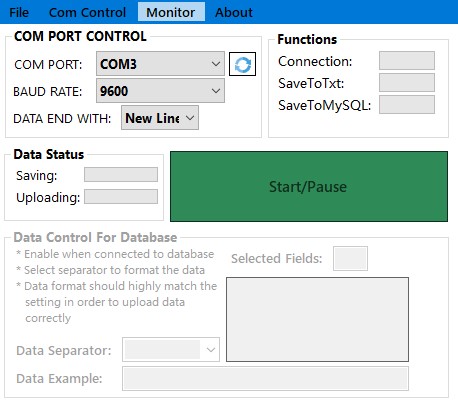 File Com Control Monitor About
COM PORT CONTROL
COM PORT: COM3
BAUD RATE: 9600
DATA END WITH: New Line
Functions
Connection:
SaveToTxt:
SaveToMySQL:
Data Status
Saving:
Uploading:
Start/Pause
Data Control For Database
* Enable when connected to database
* Select separator to format the data
* Data format should highly match the
setting in order to upload data
correctly
Selected Fields:
Data Separator:
Data Example: